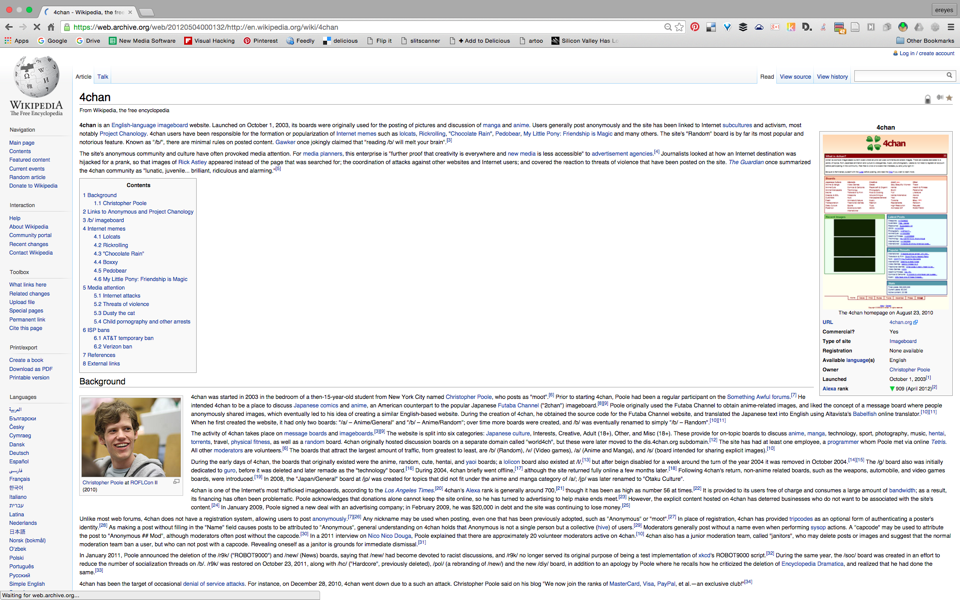 4chan - Wikipedia, the free
ereyes
https://web.archive.org/web/20120504000132/http://en.wikipedia.org/wiki/4chan
Apps Google Drive New Media Software Visual Hacking Pinterest Feedly delicious Flip it slitscanner + Add to Delicious artoo Silicon Valley Has L Other Bookmarks
Log in / create account
Article Talk Read View source View history
WIKIPEDIA
The Free Encyclopedia
4chan
From Wikipedia, the free encyclopedia
Navigation
Main page
Contents
Featured content
Current events
Random article
Donate to Wikipedia
Interaction
Help
About Wikipedia
Community portal
Recent changes
Contact Wikipedia
Toolbox
What links here
Related changes
Upload file
Special pages
Permanent link
Cite this page
Print/export
Create a book
Download as PDF
Printable version
Languages
العربية
Български
Česky
Cymraeg
Dansk
Deutsch
Español
فارسی
Français
한국어
Italiano
עברית
Latina
Nederlands
日本語
Norsk (bokmål)
O'zbek
Polski
Português
Русский
Simple English
4chan is an English-language imageboard website. Launched on October 1, 2003, its boards were originally used for the posting of pictures and discussion of manga and anime. Users generally post anonymously and the site has been linked to Internet subcultures and activism, most
notably Project Chanology. 4chan users have been responsible for the formation or popularization of Internet memes such as lolcats, Rickrolling, "Chocolate Rain", Pedobear, My Little Pony: Friendship is Magic and many others. The site's "Random" board is by far its most popular and
notorious feature. Known as "/b/", there are minimal rules on posted content. Gawker once jokingly claimed that "reading /b/ will melt your brain".[3]
The site's anonymous community and culture have often provoked media attention. For media planners, this enterprise is "further proof that creativity is everywhere and new media is less accessible" to advertisement agencies.[4] Journalists looked at how an Internet destination was
hijacked for a prank, so that images of Rick Astley appeared instead of the page that was searched for; the coordination of attacks against other websites and Internet users; and covered the reaction to threats of violence that have been posted on the site. The Guardian once summarized
the 4chan community as "lunatic, juvenile... brilliant, ridiculous and alarming."[5]
Contents
1 Background
1.1 Christopher Poole
2 Links to Anonymous and Project Chanology
3 /b/ imageboard
4 Internet memes
4.1 Lolcats
4.2 Rickrolling
4.3 "Chocolate Rain"
4.4 Boxxy
4.5 Pedobear
4.6 My Little Pony: Friendship is Magic
5 Media attention
5.1 Internet attacks
5.2 Threats of violence
5.3 Dusty the cat
5.4 Child pornography and other arrests
6 ISP bans
6.1 AT&T temporary ban
6.2 Verizon ban
7 References
8 External links
4chan
4chan
The 4chan homepage on August 23, 2010
URL 4chan.org
Commercial? Yes
Type of site Imageboard
Registration None available
Available language(s) English
Owner Christopher Poole
Launched October 1, 2003[1]
Alexa rank 909 (April 2012)[2]
Background
Christopher Poole at ROFLCon II
(2010)
4chan was started in 2003 in the bedroom of a then-15-year-old student from New York named Christopher Poole, who posts as "moot".[6] Prior to starting 4chan, Poole had been a regular participant on the Something Awful forums.[7] He
intended 4chan to be a place to discuss Japanese comics and anime, an American counterpart to the popular Japanese Futaba Channel ("2chan") imageboard.[8][9] Poole originally used the Futaba Channel to obtain anime-related images, and liked the concept of a message board where people
anonymously shared images, which eventually led to his idea of creating a similar English-based website. During the creation of 4chan, he obtained the source code for the Futaba Channel website, and translated the Japanese text into English using Altavista's Babelfish online translator.[10][11]
When he first created the website, it had only two boards: "/a/ – Anime/General" and "/b/ – Anime/Random"; over time more boards were created, and /b/ was eventually renamed to simply "/b/ – Random".[10][11]
The activity of 4chan takes place on message boards and imageboards.[2][9] The website is split into six categories: Japanese culture, Interests, Creative, Adult (18+), Other, and Misc (18+). These provide for on-topic boards to discuss anime, manga, technology, sport, photography, music, hentai,
torrents, travel, physical fitness, as well as a random board. 4chan originally hosted discussion boards on a separate domain called "world4ch", but these were later moved to the dis.4chan.org subdomain.[12] The site has had at least one employee, a programmer whom Poole met via online Tetris.
All other moderators are volunteers.[6] The boards that attract the largest amount of traffic, from greatest to least, are /b/ (Random), /v/ (Video games), /a/ (Anime and Manga), and /s/ (board intended for sharing explicit images).[10]
During the early days of 4chan, the boards that originally existed were the anime, random, cute, hentai, and yaoi boards; a lolicon board also existed at /l/,[13] but after being disabled for a week around the turn of the year 2004 it was removed in October 2004.[14][15] The /g/ board also was initially
dedicated to guro, before it was deleted and later remade as the "technology" board.[16] During 2004, 4chan briefly went offline,[17] although the site returned fully online a few months later.[18] Following 4chan's return, non-anime related boards, such as the weapons, automobile, and video games
boards, were introduced.[19] In 2008, the "Japan/General" board at /jp/ was created for topics that did not fit under the anime and manga category of /a/. /jp/ was later renamed to "Otaku Culture".
4chan is one of the Internet's most trafficked imageboards, according to the Los Angeles Times.[20] 4chan's Alexa rank is generally around 700,[21] though it has been as high as number 56 at times.[22] It is provided to its users free of charge and consumes a large amount of bandwidth; as a result,
its financing has often been problematic. Poole acknowledges that donations alone cannot keep the site online, so he has turned to advertising to help make ends meet.[23] However, the explicit content hosted on 4chan has deterred businesses who do not want to be associated with the site's
content.[24] In January 2009, Poole signed a new deal with an advertising company; in February 2009, he was $20,000 in debt and the site was continuing to lose money.[25]
Unlike most web forums, 4chan does not have a registration system, allowing users to post anonymously.[7][26] Any nickname may be used when posting, even one that has been previously adopted, such as "Anonymous" or "moot".[27] In place of registration, 4chan has provided tripcodes as an optional form of authenticating a poster's
identity.[28] As making a post without filling in the "Name" field causes posts to be attributed to "Anonymous", general understanding on 4chan holds that Anonymous is not a single person but a collective (hive) of users.[29] Moderators generally post without a name even when performing sysop actions. A "capcode" may be used to attribute
the post to "Anonymous ## Mod", although moderators often post without the capcode.[30] In a 2011 interview on Nico Nico Douga, Poole explained that there are approximately 20 volunteer moderators active on 4chan.[10] 4chan also has a junior moderation team, called "janitors", who may delete posts or images and suggest that the normal
moderation team ban a user, but who cannot post with a capcode. Revealing oneself as a janitor is grounds for immediate dismissal.[31]
In January 2011, Poole announced the deletion of the /r9k/ ("ROBOT9000") and /new/ (News) boards, saying that /new/ had become devoted to racist discussions, and /r9k/ no longer served its original purpose of being a test implementation of xkcd's ROBOT9000 script.[32] During the same year, the /soc/ board was created in an effort to
reduce the number of socialization threads on /b/. /r9k/ was restored on October 23, 2011, along with /hc/ ("Hardcore", previously deleted), /pol/ (a rebranding of /new/) and the new /diy/ board, in addition to an apology by Poole where he recalls how he criticized the deletion of Encyclopedia Dramatica, and realized that he had done the
same.[33]
4chan has been the target of occasional denial of service attacks. For instance, on December 28, 2010, 4chan went down due to a such an attack. Christopher Poole said on his blog "We now join the ranks of MasterCard, Visa, PayPal, et al.—an exclusive club!"[34]
Waiting for web.archive.org...